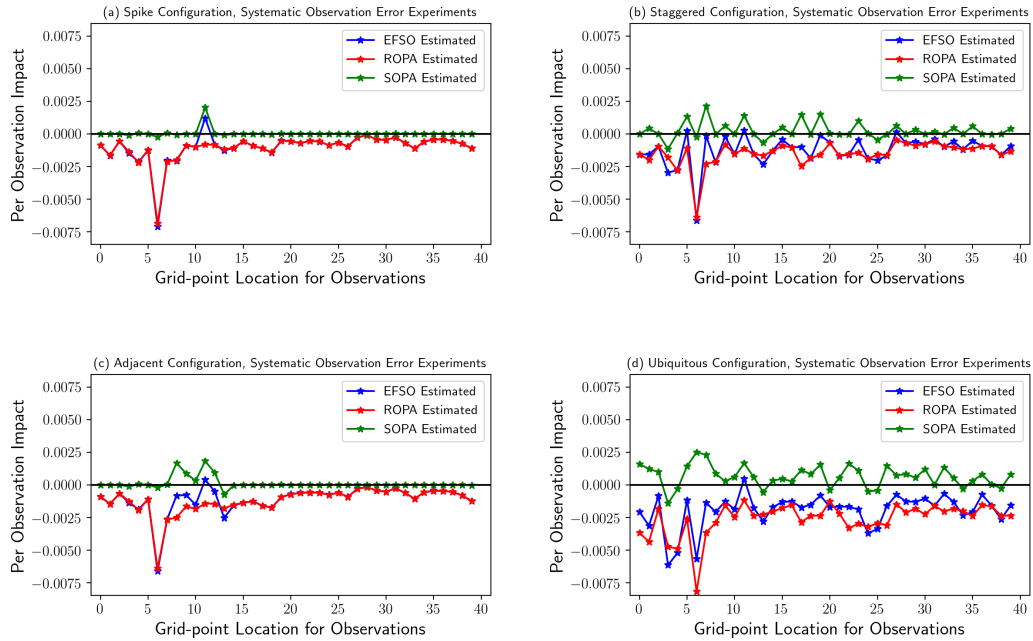 (a) Spike Configuration, Systematic Observation Error Experiments
0.0075
0.0050
0.0025
0.0000
−0.0025
−0.0050
−0.0075
Per Observation Impact
EFSO Estimated
ROPA Estimated
SOPA Estimated
0 5 10 15 20 25 30 35 40
Grid-point Location for Observations
(b) Staggered Configuration, Systematic Observation Error Experiments
0.0075
0.0050
0.0025
0.0000
−0.0025
−0.0050
−0.0075
Per Observation Impact
EFSO Estimated
ROPA Estimated
SOPA Estimated
0 5 10 15 20 25 30 35 40
Grid-point Location for Observations
(c) Adjacent Configuration, Systematic Observation Error Experiments
0.0075
0.0050
0.0025
0.0000
−0.0025
−0.0050
−0.0075
Per Observation Impact
EFSO Estimated
ROPA Estimated
SOPA Estimated
0 5 10 15 20 25 30 35 40
Grid-point Location for Observations
(d) Ubiquitous Configuration, Systematic Observation Error Experiments
0.0075
0.0050
0.0025
0.0000
−0.0025
−0.0050
−0.0075
Per Observation Impact
EFSO Estimated
ROPA Estimated
SOPA Estimated
0 5 10 15 20 25 30 35 40
Grid-point Location for Observations